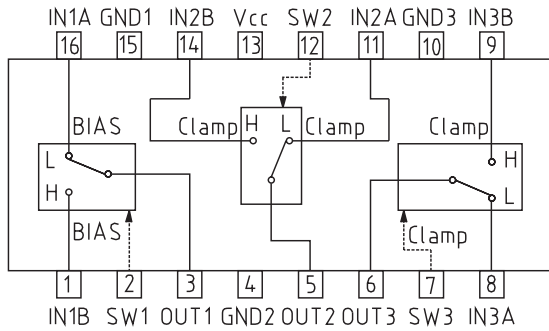 IN1A GND1 IN2B Vcc SW2 IN2A GND3 IN3B
16 15 14 13 12 11 10 9
BIAS Clamp H L Clamp Clamp
L H
H L
BIAS Clamp
1 2 3 4 5 6 7 8
IN1B SW1 OUT1 GND2 OUT2 OUT3 SW3 IN3A